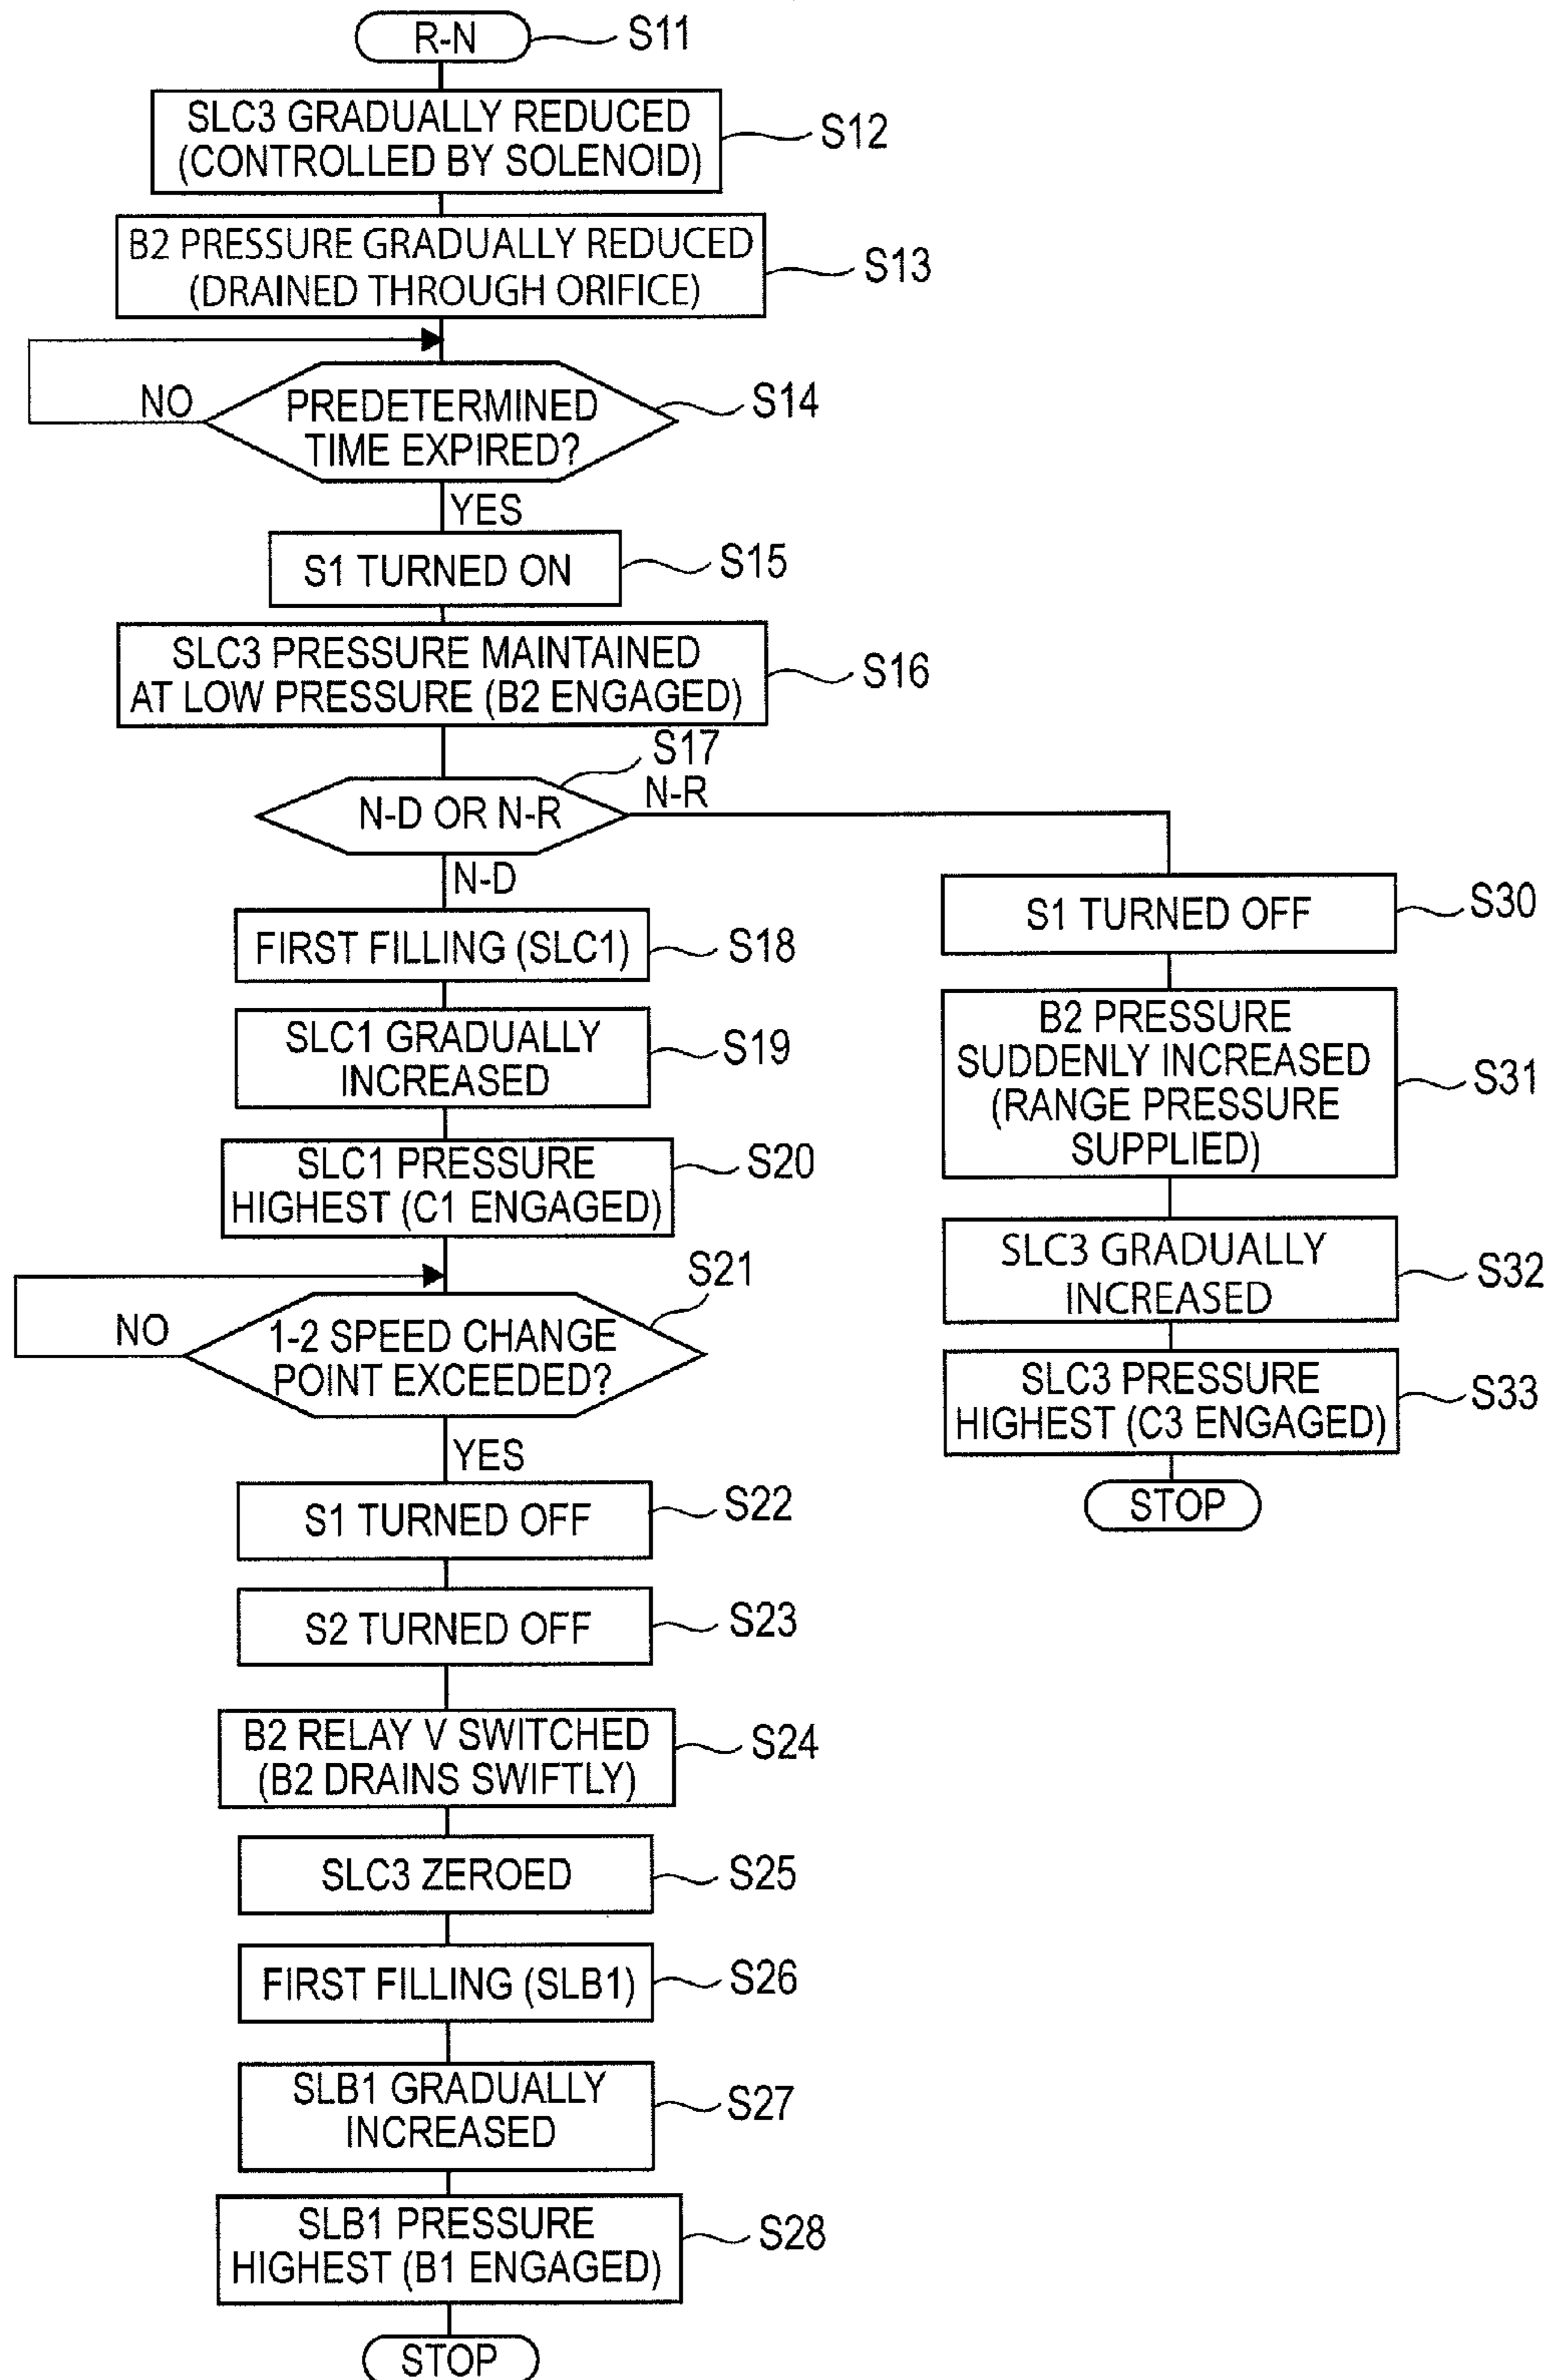 R-N
S11
SLC3 GRADUALLY REDUCED
(CONTROLLED BY SOLENOID)
S12
B2 PRESSURE GRADUALLY REDUCED
(DRAINED THROUGH ORIFICE)
S13
NO
PREDETERMINED
TIME EXPIRED?
S14
YES
S1 TURNED ON
S15
SLC3 PRESSURE MAINTAINED
AT LOW PRESSURE (B2 ENGAGED)
S16
S17
N-D OR N-R
N-R
N-D
FIRST FILLING (SLC1)
S18
SLC1 GRADUALLY
INCREASED
S19
SLC1 PRESSURE
HIGHEST (C1 ENGAGED)
S20
S21
NO
1-2 SPEED CHANGE
POINT EXCEEDED?
YES
S1 TURNED OFF
S22
S2 TURNED OFF
S23
B2 RELAY V SWITCHED
(B2 DRAINS SWIFTLY)
S24
SLC3 ZEROED
S25
FIRST FILLING (SLB1)
S26
SLB1 GRADUALLY
INCREASED
S27
SLB1 PRESSURE
HIGHEST (B1 ENGAGED)
S28
STOP
S1 TURNED OFF
S30
B2 PRESSURE
SUDDENLY INCREASED
(RANGE PRESSURE
SUPPLIED)
S31
SLC3 GRADUALLY
INCREASED
S32
SLC3 PRESSURE
HIGHEST (C3 ENGAGED)
S33
STOP